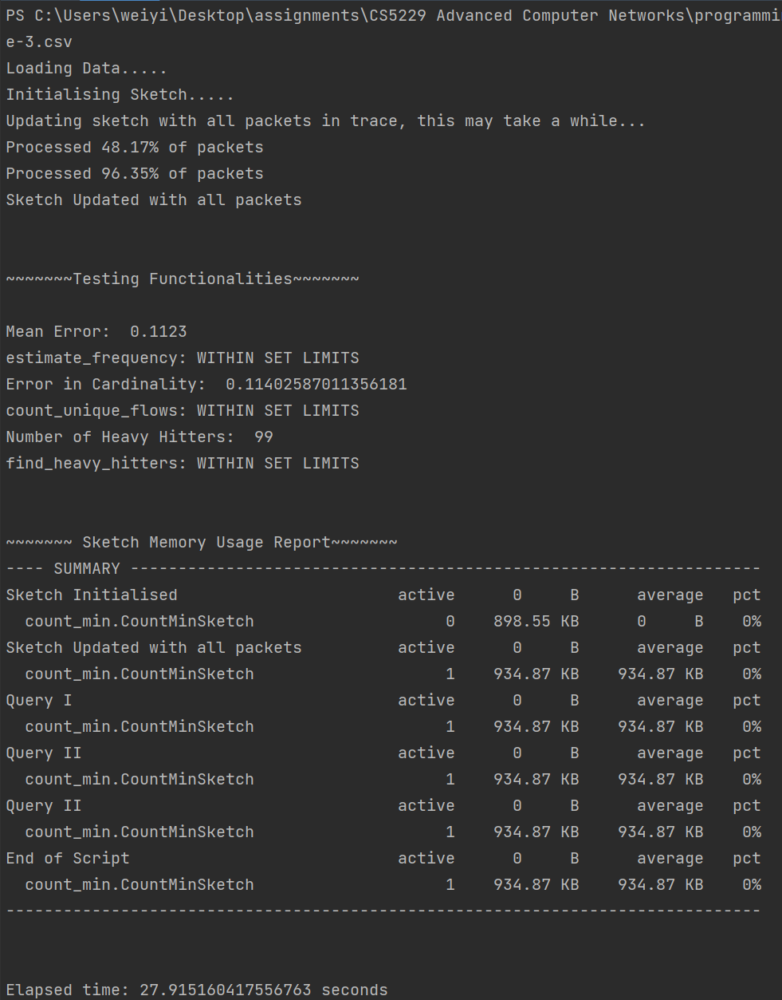 PS C:\Users\weiyi\Desktop\assignments\CS5229 Advanced Computer Networks\programmi
e-3.csv
Loading Data.....
Initialising Sketch.....
Updating sketch with all packets in trace, this may take a while...
Processed 48.17% of packets
Processed 96.35% of packets
Sketch Updated with all packets
~~~~~~~Testing Functionalities~~~~~~~
Mean Error:  0.1123
estimate_frequency: WITHIN SET LIMITS
Error in Cardinality:  0.11402587011356181
count_unique_flows: WITHIN SET LIMITS
Number of Heavy Hitters:  99
find_heavy_hitters: WITHIN SET LIMITS
~~~~~~~ Sketch Memory Usage Report~~~~~~~
---- SUMMARY ------------------------------------------------------------------
Sketch Initialised                       active      0     B      average   pct
  count_min.CountMinSketch                    0    898.55 KB      0     B    0%
Sketch Updated with all packets          active      0     B      average   pct
  count_min.CountMinSketch                    1    934.87 KB    934.87 KB    0%
Query I                                  active      0     B      average   pct
  count_min.CountMinSketch                    1    934.87 KB    934.87 KB    0%
Query II                                 active      0     B      average   pct
  count_min.CountMinSketch                    1    934.87 KB    934.87 KB    0%
Query II                                 active      0     B      average   pct
  count_min.CountMinSketch                    1    934.87 KB    934.87 KB    0%
End of Script                            active      0     B      average   pct
  count_min.CountMinSketch                    1    934.87 KB    934.87 KB    0%
-------------------------------------------------------------------------------
Elapsed time: 27.915160417556763 seconds